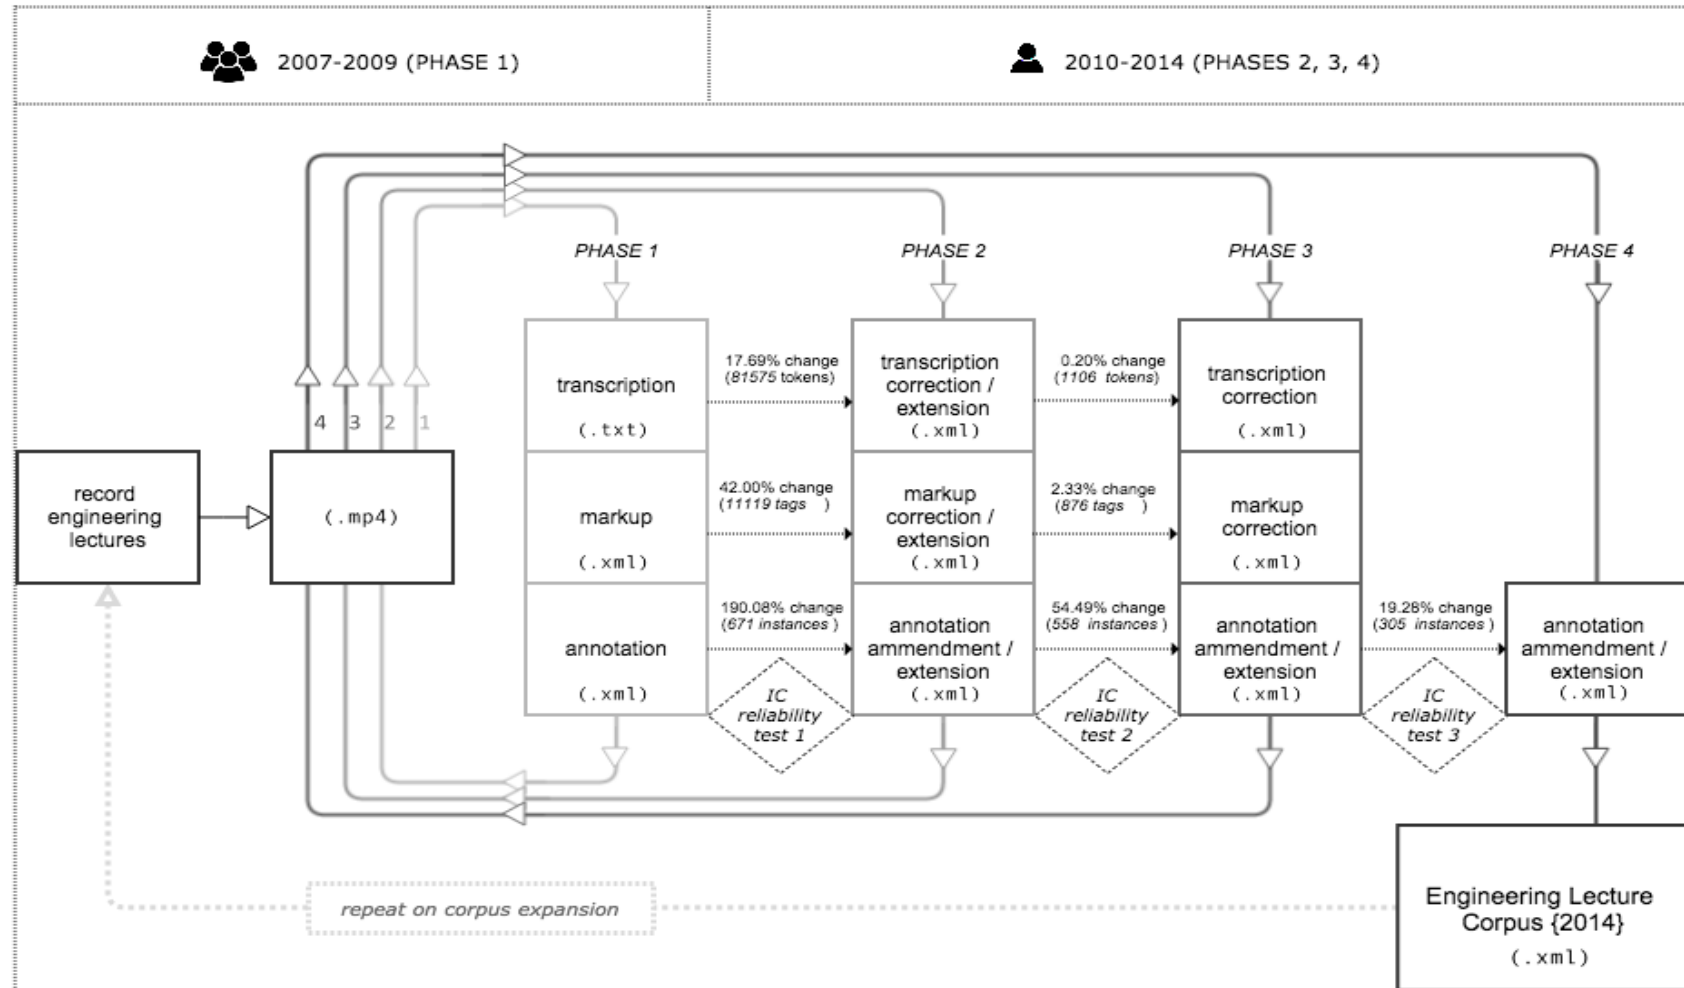 2007-2009 (PHASE 1)
2010-2014 (PHASES 2, 3, 4)
PHASE 1
PHASE 2
PHASE 3
PHASE 4
4
3
2
1
record
engineering
lectures
(.mp4)
transcription
(.txt)
markup
(.xml)
annotation
(.xml)
17.69% change
(81575 tokens)
42.00% change
(11119 tags )
190.08% change
(671 instances )
IC
reliability
test 1
transcription
correction /
extension
(.xml)
markup
correction /
extension
(.xml)
annotation
ammendment /
extension
(.xml)
0.20% change
(1106 tokens)
2.33% change
(876 tags )
54.49% change
(558 instances )
IC
reliability
test 2
transcription
correction
(.xml)
markup
correction
(.xml)
annotation
ammendment /
extension
(.xml)
19.28% change
(305 instances )
IC
reliability
test 3
annotation
ammendment /
extension
(.xml)
repeat on corpus expansion
Engineering Lecture
Corpus {2014}
(.xml)